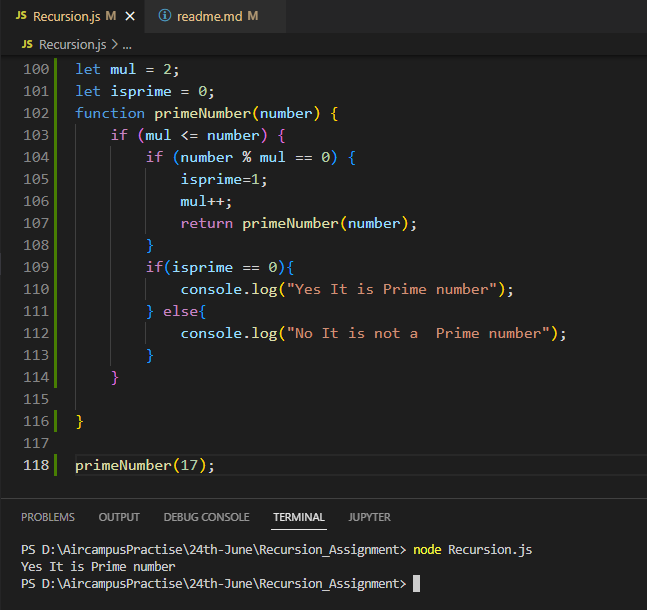 JS Recursion.js M × ⓘ readme.md M
JS Recursion.js > ...
100 let mul = 2;
101 let isprime = 0;
102 function primeNumber(number) {
103 if (mul <= number) {
104 if (number % mul == 0) {
105 isprime=1;
106 mul++;
107 return primeNumber(number);
108 }
109 if(isprime == 0){
110 console.log("Yes It is Prime number");
111 } else{
112 console.log("No It is not a  Prime number");
113 }
114 }
115
116 }
117
118 primeNumber(17);
PROBLEMS OUTPUT DEBUG CONSOLE TERMINAL JUPYTER
PS D:\AircampusPractise\24th-June\Recursion_Assignment> node Recursion.js
Yes It is Prime number
PS D:\AircampusPractise\24th-June\Recursion_Assignment>